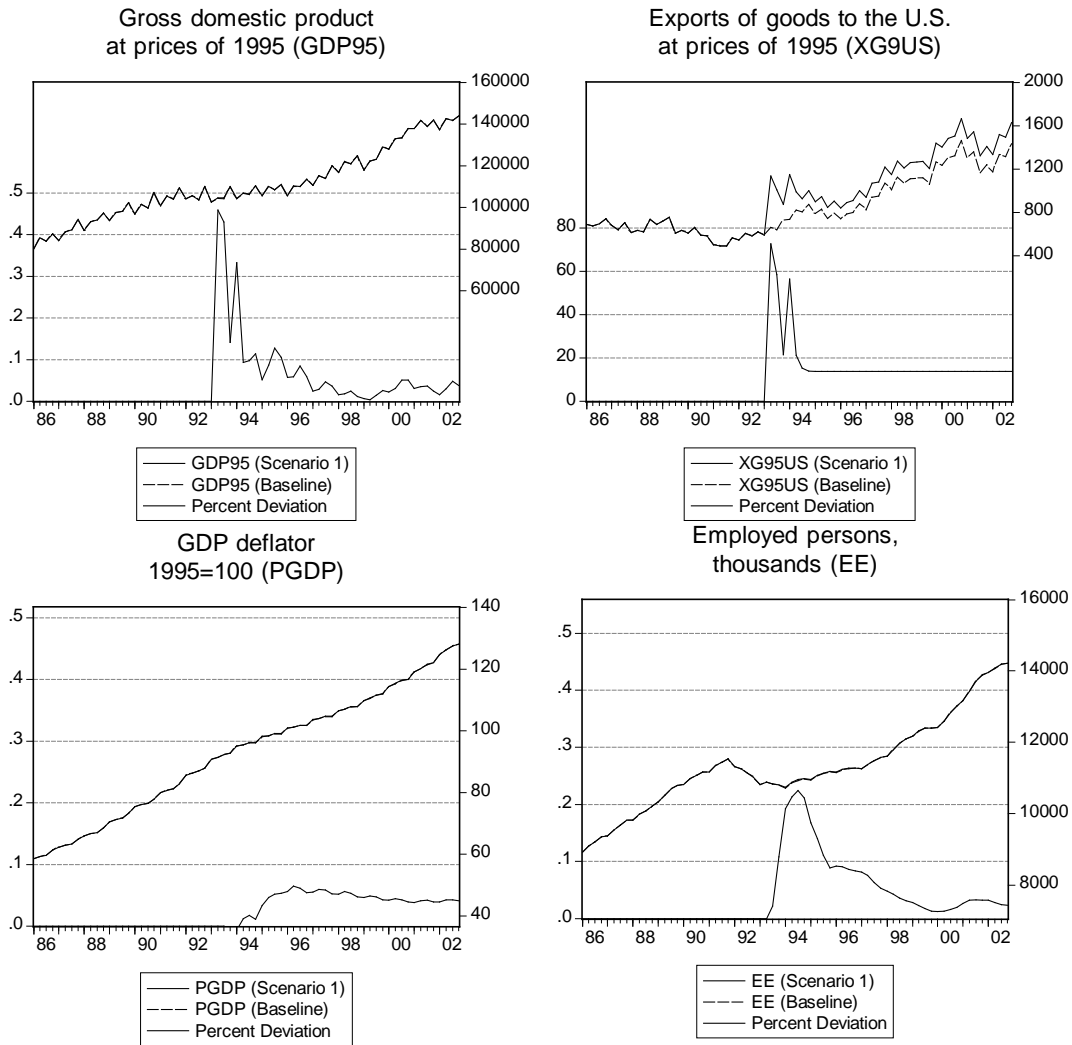 Gross domestic product
at prices of 1995 (GDP95)
160000
140000
120000
100000
80000
60000
.5
.4
.3
.2
.1
.0
86 88 90 92 94 96 98 00 02
GDP95 (Scenario 1)
GDP95 (Baseline)
Percent Deviation
Exports of goods to the U.S.
at prices of 1995 (XG9US)
2000
1600
1200
800
400
80
60
40
20
0
86 88 90 92 94 96 98 00 02
XG95US (Scenario 1)
XG95US (Baseline)
Percent Deviation
GDP deflator
1995=100 (PGDP)
140
120
100
80
60
40
.5
.4
.3
.2
.1
.0
86 88 90 92 94 96 98 00 02
PGDP (Scenario 1)
PGDP (Baseline)
Percent Deviation
Employed persons,
thousands (EE)
16000
14000
12000
10000
8000
.5
.4
.3
.2
.1
.0
86 88 90 92 94 96 98 00 02
EE (Scenario 1)
EE (Baseline)
Percent Deviation